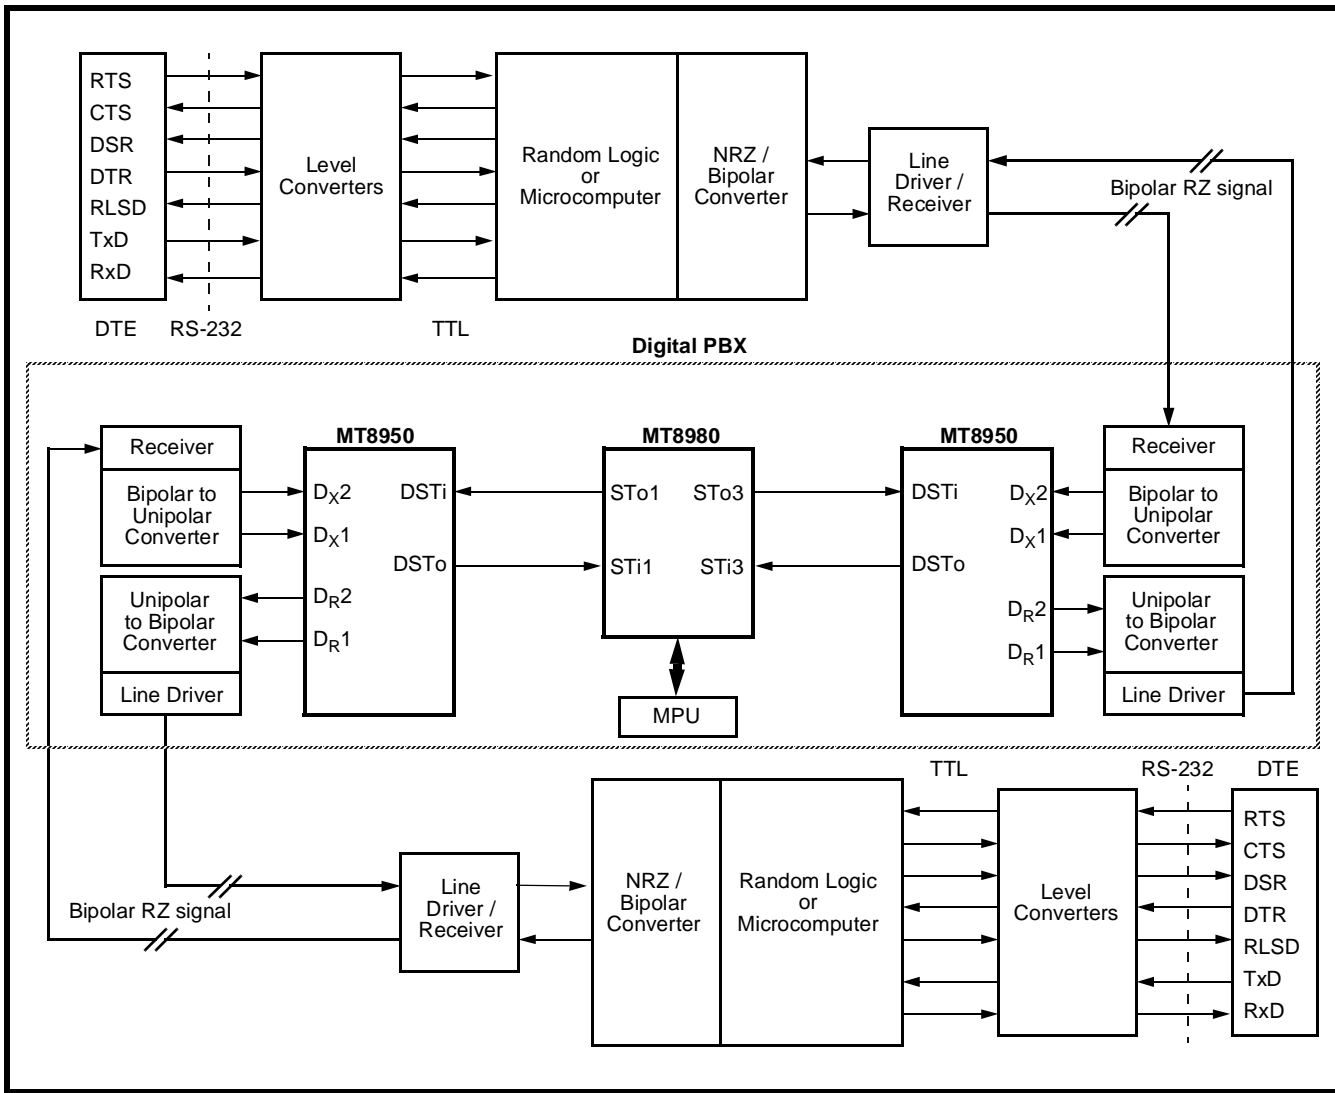 RTS
CTS
DSR
DTR
RLSD
TxD
RxD
DTE
RS-232
Level
Converters
TTL
Random Logic
or
Microcomputer
NRZ /
Bipolar
Converter
Line
Driver /
Receiver
Bipolar RZ signal
Digital PBX
Receiver
Bipolar to
Unipolar
Converter
Unipolar
to Bipolar
Converter
Line Driver
MT8950
DX2
DX1
DR2
DR1
DSTi
DSTo
MT8980
STo1
STo3
STi1
STi3
MPU
MT8950
DSTi
DSTo
DX2
DX1
DR2
DR1
Receiver
Bipolar to
Unipolar
Converter
Unipolar
to Bipolar
Converter
Line Driver
Bipolar RZ signal
Line
Driver /
Receiver
NRZ /
Bipolar
Converter
Random Logic
or
Microcomputer
TTL
Level
Converters
RS-232
DTE
RTS
CTS
DSR
DTR
RLSD
TxD
RxD